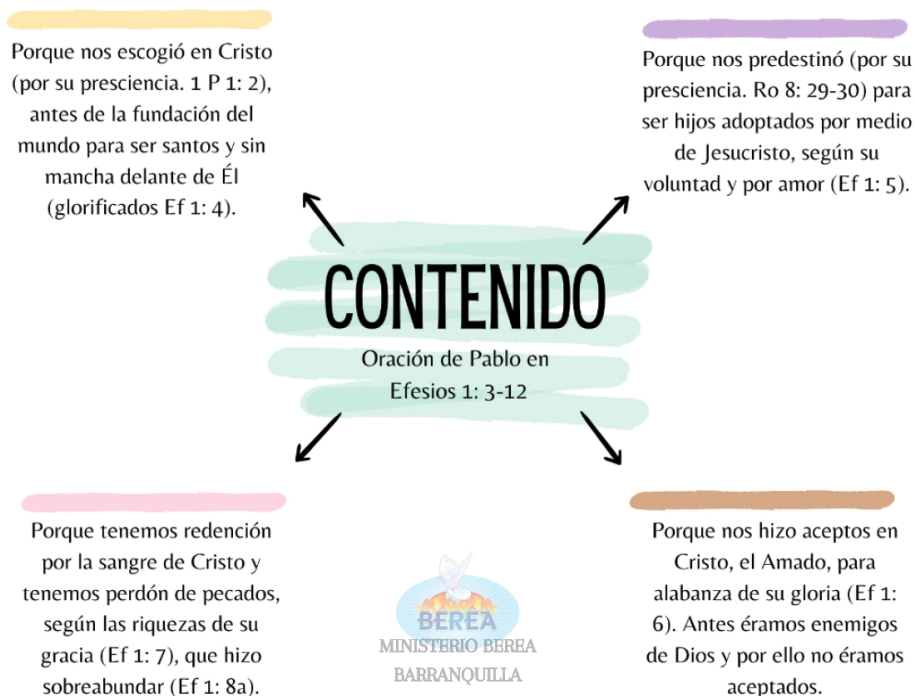 Porque nos escogió en Cristo
(por su presciencia. 1 P 1: 2),
antes de la fundación del
mundo para ser santos y sin
mancha delante de Él
(glorificados Ef 1: 4).
Porque nos predestinó (por su
presciencia. Ro 8: 29-30) para
ser hijos adoptados por medio
de Jesucristo, según su
voluntad y por amor (Ef 1: 5).
CONTENIDO
Oración de Pablo en
Efesios 1: 3-12
Porque tenemos redención
por la sangre de Cristo y
tenemos perdón de pecados,
según las riquezas de su
gracia (Ef 1: 7), que hizo
sobreabundar (Ef 1: 8a).
Porque nos hizo aceptos en
Cristo, el Amado, para
alabanza de su gloria (Ef 1:
6). Antes éramos enemigos
de Dios y por ello no éramos
aceptados.
BEREA
MINISTERIO BEREA
BARRANQUILLA